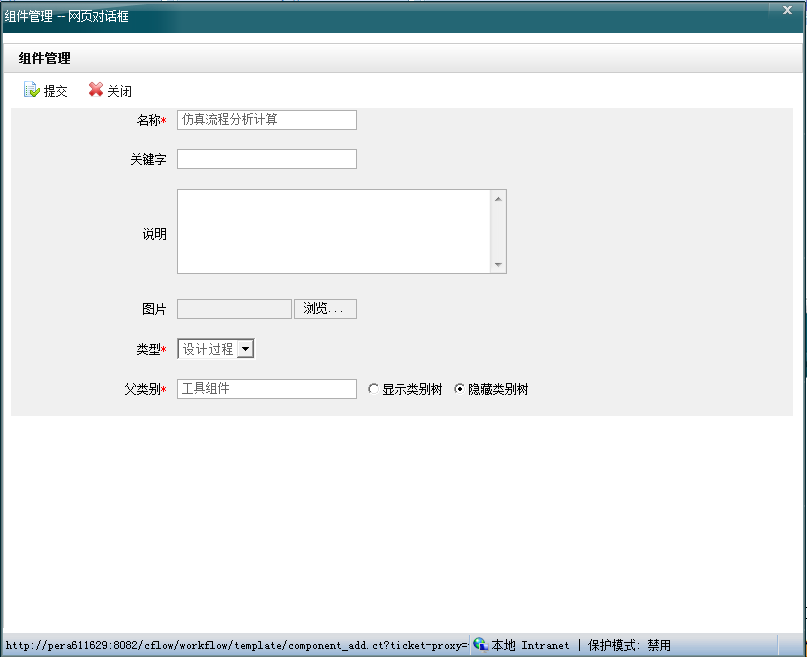 组件管理 -- 网页对话框
组件管理
提交 关闭
名称* 仿真流程分析计算
关键字
说明
图片 浏览...
类型* 设计过程
父类别* 工具组件 显示类别树 隐藏类别树
http://pera611629:8082/cflow/workflow/template/component_add.ct?ticket-proxy= 本地 Intranet | 保护模式: 禁用